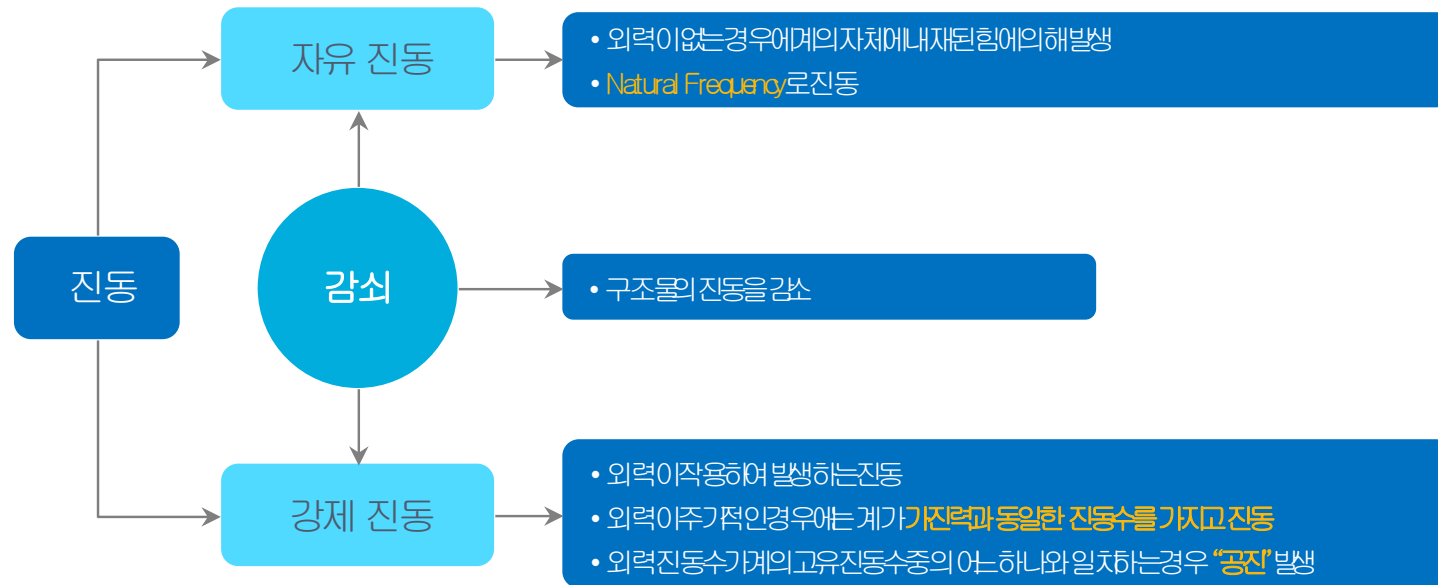 자유 진동
• 외력이 없는 경우에 계의 자체에 내재된 힘에 의해 발생
• Natural Frequency로 진동
진동
감쇠
• 구조물의 진동을 감소
강제 진동
• 외력이 작용하여 발생하는 진동
• 외력이 주기적인 경우에는 계가 가진력과 동일한 진동수를 가지고 진동
• 외력 진동수가 계의 고유 진동수 중의 어느 하나와 일치하는 경우 “공진” 발생